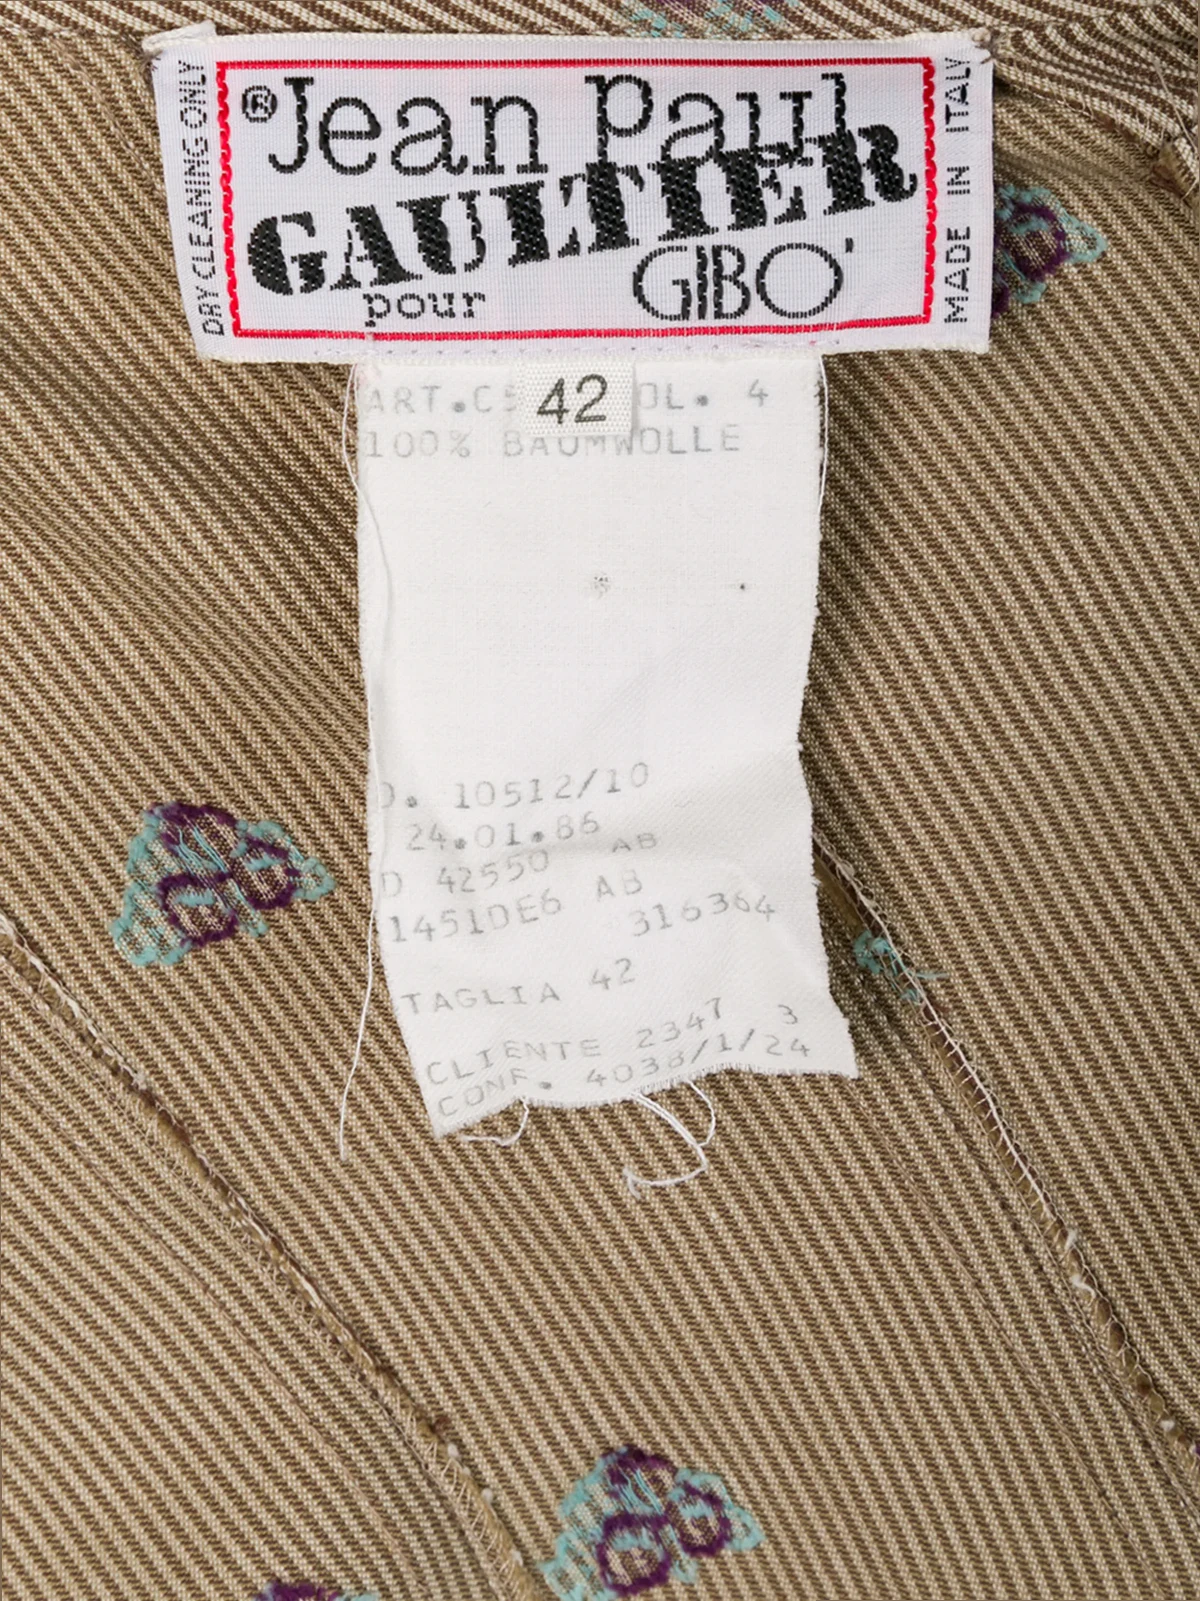 DRY CLEANING ONLY
® Jean Paul
GAULTIER
pour GIBO'
MADE IN ITALY
42
ART. OL. 4
100% BAUMWOLLE
. 10512/10
24.01.86
AB
D 42550
1451DE6 AB
316364
TAGLIA 42
CLIENTE 2347 3
CONF. 4038/1/24